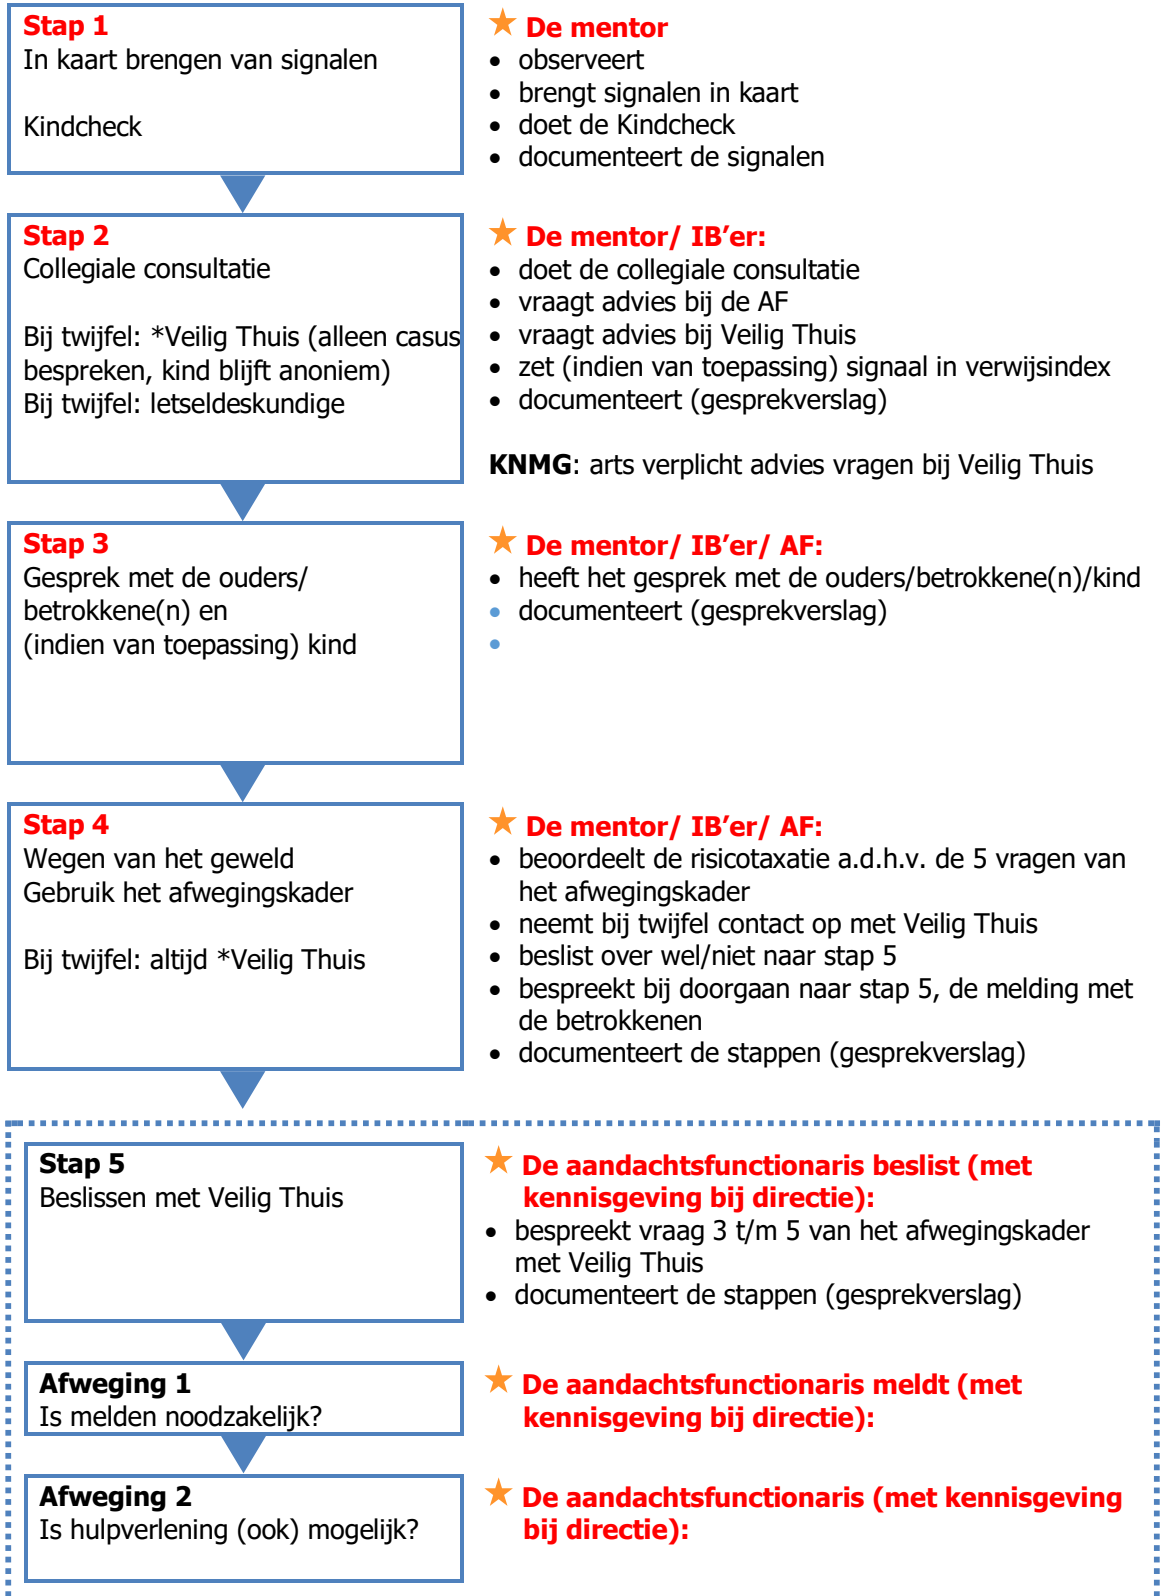 Stap 1
In kaart brengen van signalen
Kindcheck
★ De mentor
• observeert
• brengt signalen in kaart
• doet de Kindcheck
• documenteert de signalen
Stap 2
Collegiale consultatie
Bij twijfel: *Veilig Thuis (alleen casus
bespreken, kind blijft anoniem)
Bij twijfel: letseldeskundige
★ De mentor/ IB’er:
• doet de collegiale consultatie
• vraagt advies bij de AF
• vraagt advies bij Veilig Thuis
• zet (indien van toepassing) signaal in verwijsindex
• documenteert (gesprekverslag)
KNMG: arts verplicht advies vragen bij Veilig Thuis
Stap 3
Gesprek met de ouders/
betrokkene(n) en
(indien van toepassing) kind
★ De mentor/ IB’er/ AF:
• heeft het gesprek met de ouders/betrokkene(n)/kind
• documenteert (gesprekverslag)
•
Stap 4
Wegen van het geweld
Gebruik het afwegingskader
Bij twijfel: altijd *Veilig Thuis
★ De mentor/ IB’er/ AF:
• beoordeelt de risicotaxatie a.d.h.v. de 5 vragen van
het afwegingskader
• neemt bij twijfel contact op met Veilig Thuis
• beslist over wel/niet naar stap 5
• bespreekt bij doorgaan naar stap 5, de melding met
de betrokkenen
• documenteert de stappen (gesprekverslag)
Stap 5
Beslissen met Veilig Thuis
★ De aandachtsfunctionaris beslist (met
kennisgeving bij directie):
• bespreekt vraag 3 t/m 5 van het afwegingskader
met Veilig Thuis
• documenteert de stappen (gesprekverslag)
Afweging 1
Is melden noodzakelijk?
★ De aandachtsfunctionaris meldt (met
kennisgeving bij directie):
Afweging 2
Is hulpverlening (ook) mogelijk?
★ De aandachtsfunctionaris (met kennisgeving
bij directie):